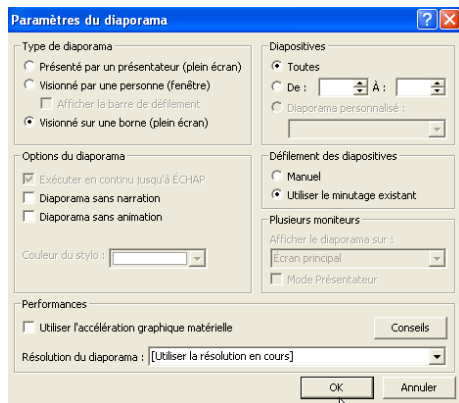 Paramètres du diaporama
Type de diaporama
Présenté par un présentateur (plein écran)
Visionné par une personne (fenêtre)
Afficher la barre de défilement
Visionné sur une borne (plein écran)
Diapositives
Toutes
De : À :
Diaporama personnalisé :
Options du diaporama
Exécuter en continu jusqu'à ÉCHAP
Diaporama sans narration
Diaporama sans animation
Couleur du stylo :
Défilement des diapositives
Manuel
Utiliser le minutage existant
Plusieurs moniteurs
Afficher le diaporama sur :
Écran principal
Mode Présentateur
Performances
Utiliser l'accélération graphique matérielle
Conseils
Résolution du diaporama : [Utiliser la résolution en cours]
OK Annuler